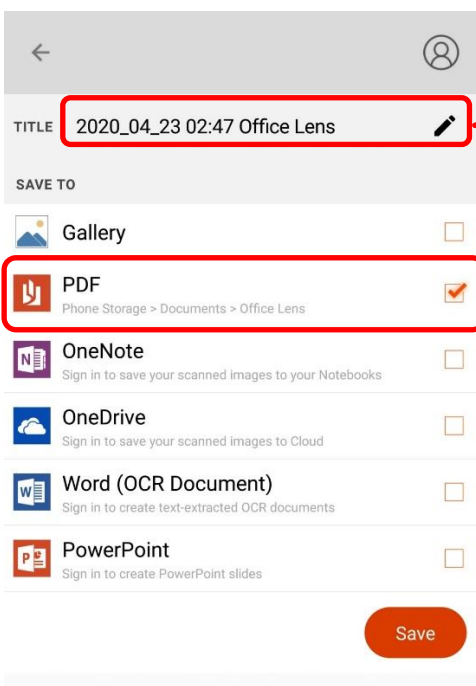 TITLE 2020_04_23 02:47 Office Lens
SAVE TO
Gallery
PDF
Phone Storage > Documents > Office Lens
N
OneNote
Sign in to save your scanned images to your Notebooks
OneDrive
Sign in to save your scanned images to Cloud
W
Word (OCR Document)
Sign in to create text-extracted OCR documents
P
PowerPoint
Sign in to create PowerPoint slides
Save